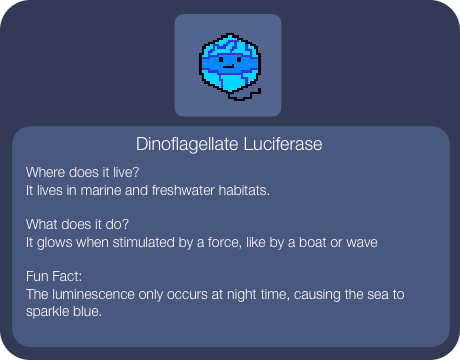 Dinoflagellate Luciferase
Where does it live?
It lives in marine and freshwater habitats.
What does it do?
It glows when stimulated by a force, like by a boat or wave
Fun Fact:
The luminescence only occurs at night time, causing the sea to
sparkle blue.